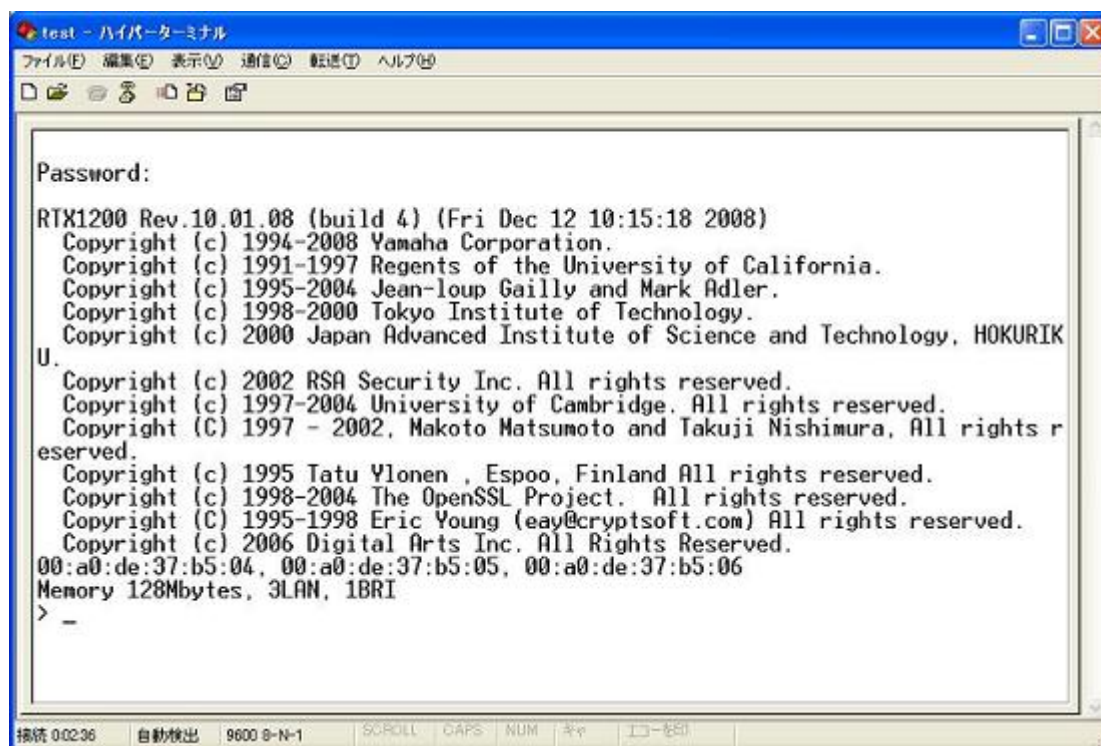 test - ハイパーターミナル
ファイル(F) 編集(E) 表示(V) 通信(C) 転送(T) ヘルプ(H)
Password:
RTX1200 Rev.10.01.08 (build 4) (Fri Dec 12 10:15:18 2008)
Copyright (c) 1994-2008 Yamaha Corporation.
Copyright (c) 1991-1997 Regents of the University of California.
Copyright (c) 1995-2004 Jean-loup Gailly and Mark Adler.
Copyright (c) 1998-2000 Tokyo Institute of Technology.
Copyright (c) 2000 Japan Advanced Institute of Science and Technology, HOKURIK
U.
Copyright (c) 2002 RSA Security Inc. All rights reserved.
Copyright (c) 1997-2004 University of Cambridge. All rights reserved.
Copyright (C) 1997 - 2002, Makoto Matsumoto and Takuji Nishimura, All rights r
eserved.
Copyright (c) 1995 Tatu Ylonen , Espoo, Finland All rights reserved.
Copyright (c) 1998-2004 The OpenSSL Project.  All rights reserved.
Copyright (C) 1995-1998 Eric Young (eay@cryptsoft.com) All rights reserved.
Copyright (c) 2006 Digital Arts Inc. All Rights Reserved.
00:a0:de:37:b5:04, 00:a0:de:37:b5:05, 00:a0:de:37:b5:06
Memory 128Mbytes, 3LAN, 1BRI
> _
接続 0:02:36 自動検出 9600 8-N-1 SCROLL CAPS NUM キャ エコーを印